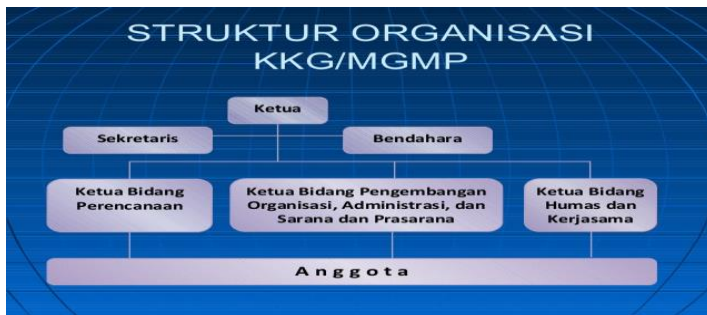 STRUKTUR ORGANISASI
KKG/MGMP
Ketua
Sekretaris
Bendahara
Ketua Bidang
Perencanaan
Ketua Bidang Pengembangan
Organisasi, Administrasi, dan
Sarana dan Prasarana
Ketua Bidang
Humas dan
Kerjasama
Anggota